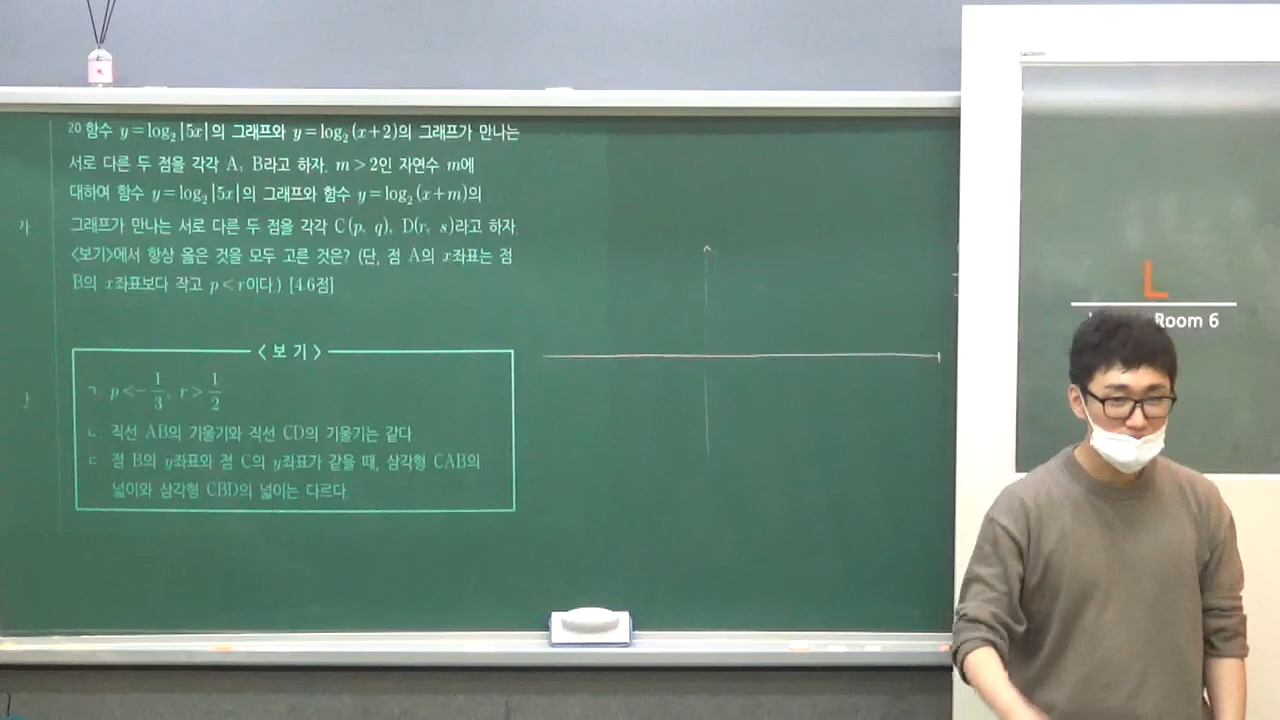 20 함수 y=log₂|5x|의 그래프와 y=log₂(x+2)의 그래프가 만나는
서로 다른 두 점을 각각 A, B라고 하자. m>2인 자연수 m에
대하여 함수 y=log₂|5x|의 그래프와 함수 y=log₂(x+m)의
그래프가 만나는 서로 다른 두 점을 각각 C(p, q), D(r, s)라고 하자.
<보기>에서 항상 옳은 것을 모두 고른 것은? (단, 점 A의 x좌표는 점
B의 x좌표보다 작고 p<r이다.) [4.6점]
<보 기>
ㄱ. p<-1/3, r>1/2
ㄴ. 직선 AB의 기울기와 직선 CD의 기울기는 같다.
ㄷ. 점 B의 y좌표와 점 C의 y좌표가 같을 때, 삼각형 CAB의
넓이와 삼각형 CBD의 넓이는 다르다.
가
L
Room 6